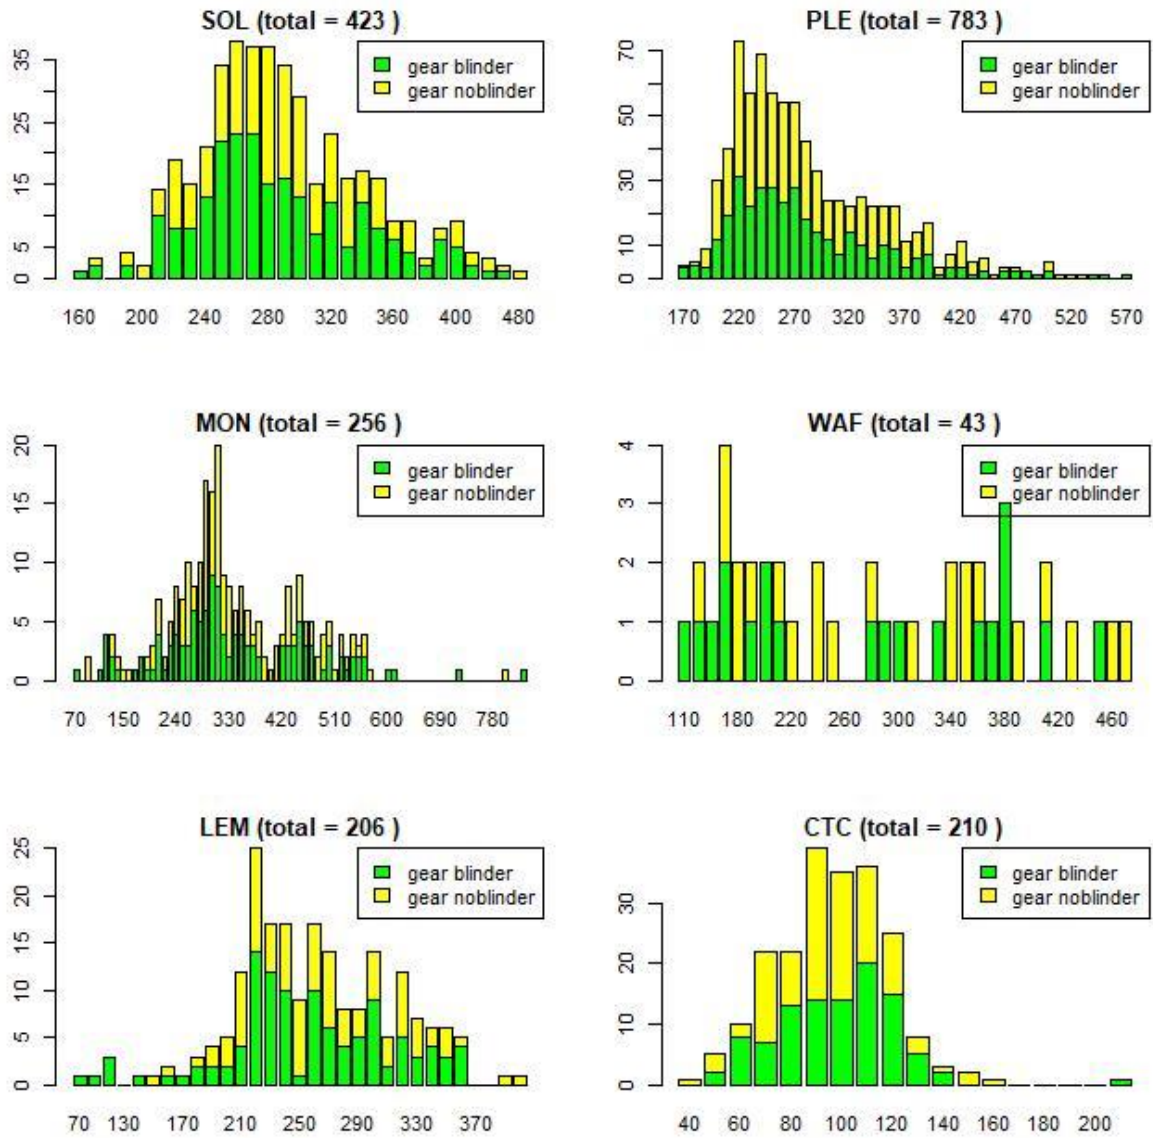 SOL (total = 423 )
gear blinder
gear noblinder
35
25
15
5
0
160 200 240 280 320 360 400 480
PLE (total = 783 )
gear blinder
gear noblinder
70
50
30
10
0
170 220 270 320 370 420 470 520 570
MON (total = 256 )
gear blinder
gear noblinder
20
15
10
5
0
70 150 240 330 420 510 600 690 780
WAF (total = 43 )
gear blinder
gear noblinder
4
3
2
1
0
110 180 220 260 300 340 380 420 460
LEM (total = 206 )
gear blinder
gear noblinder
25
20
15
10
5
0
70 130 170 210 250 290 330 370
CTC (total = 210 )
gear blinder
gear noblinder
30
20
10
0
40 60 80 100 120 140 160 180 200